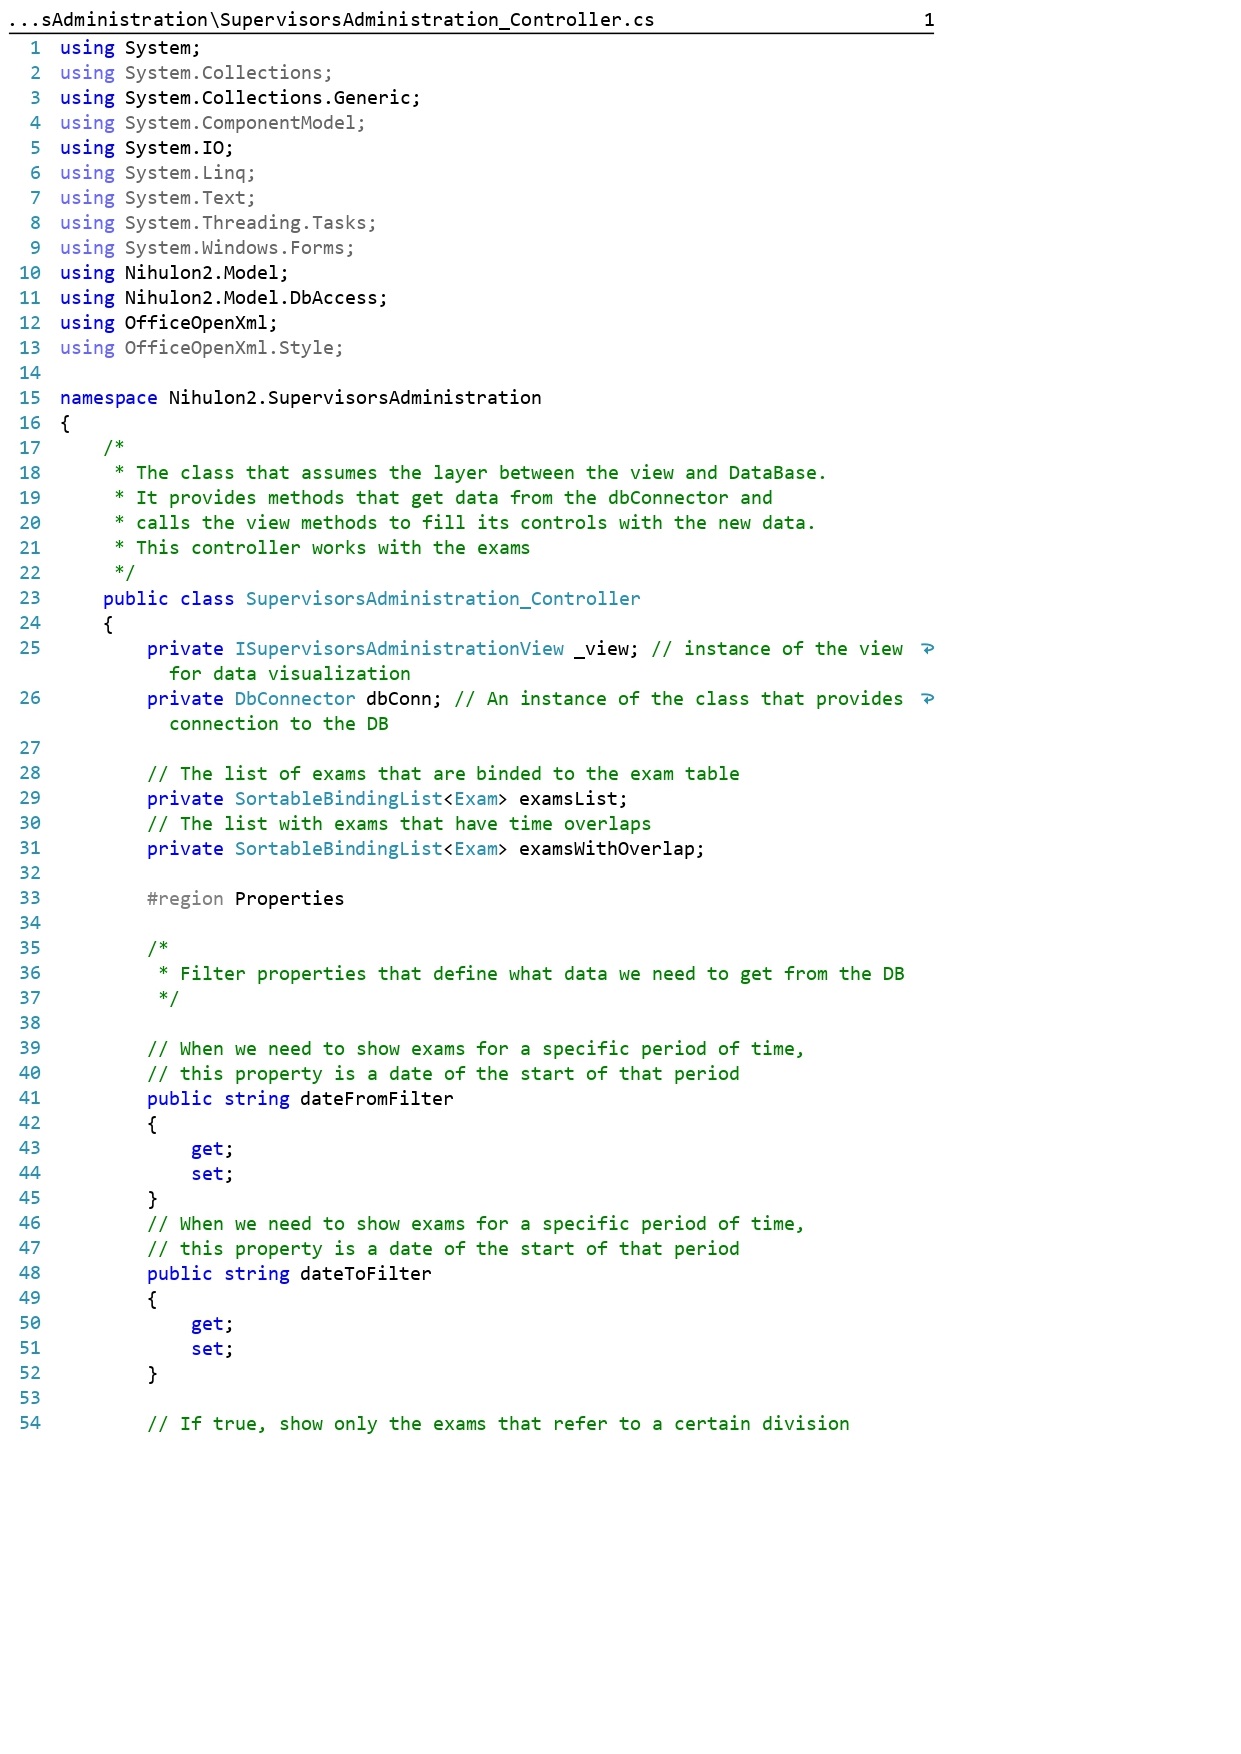 ...sAdministration\SupervisorsAdministration_Controller.cs 1
1 using System;
2 using System.Collections;
3 using System.Collections.Generic;
4 using System.ComponentModel;
5 using System.IO;
6 using System.Linq;
7 using System.Text;
8 using System.Threading.Tasks;
9 using System.Windows.Forms;
10 using Nihulon2.Model;
11 using Nihulon2.Model.DbAccess;
12 using OfficeOpenXml;
13 using OfficeOpenXml.Style;
14
15 namespace Nihulon2.SupervisorsAdministration
16 {
17     /*
18      * The class that assumes the layer between the view and DataBase.
19      * It provides methods that get data from the dbConnector and
20      * calls the view methods to fill its controls with the new data.
21      * This controller works with the exams
22      */
23     public class SupervisorsAdministration_Controller
24     {
25         private ISupervisorsAdministrationView _view; // instance of the view
           for data visualization
26         private DbConnector dbConn; // An instance of the class that provides
           connection to the DB
27
28         // The list of exams that are binded to the exam table
29         private SortableBindingList<Exam> examsList;
30         // The list with exams that have time overlaps
31         private SortableBindingList<Exam> examsWithOverlap;
32
33         #region Properties
34
35         /*
36          * Filter properties that define what data we need to get from the DB
37          */
38
39         // When we need to show exams for a specific period of time,
40         // this property is a date of the start of that period
41         public string dateFromFilter
42         {
43             get;
44             set;
45         }
46         // When we need to show exams for a specific period of time,
47         // this property is a date of the start of that period
48         public string dateToFilter
49         {
50             get;
51             set;
52         }
53
54         // If true, show only the exams that refer to a certain division